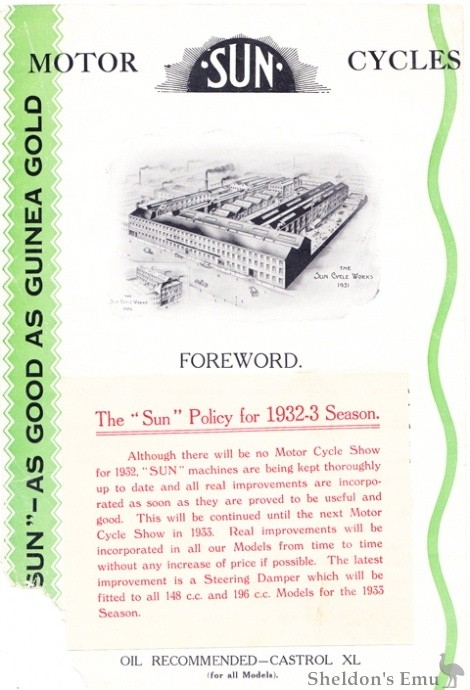 MOTOR ·SUN· CYCLES
SUN"—AS GOOD AS GUINEA GOLD
THE
SUN CYCLE WORKS
1931
THE
SUN CYCLE WORKS
FOREWORD.
The "Sun" Policy for 1932-3 Season.
Although there will be no Motor Cycle Show
for 1932, "SUN" machines are being kept thoroughly
up to date and all real improvements are incorpo-
rated as soon as they are proved to be useful and
good. This will be continued until the next Motor
Cycle Show in 1933. Real improvements will be
incorporated in all our Models from time to time
without any increase of price if possible. The latest
improvement is a Steering Damper which will be
fitted to all 148 c.c. and 196 c.c. Models for the 1933
Season.
OIL RECOMMENDED—CASTROL XL
(for all Models).
Sheldon's Emu